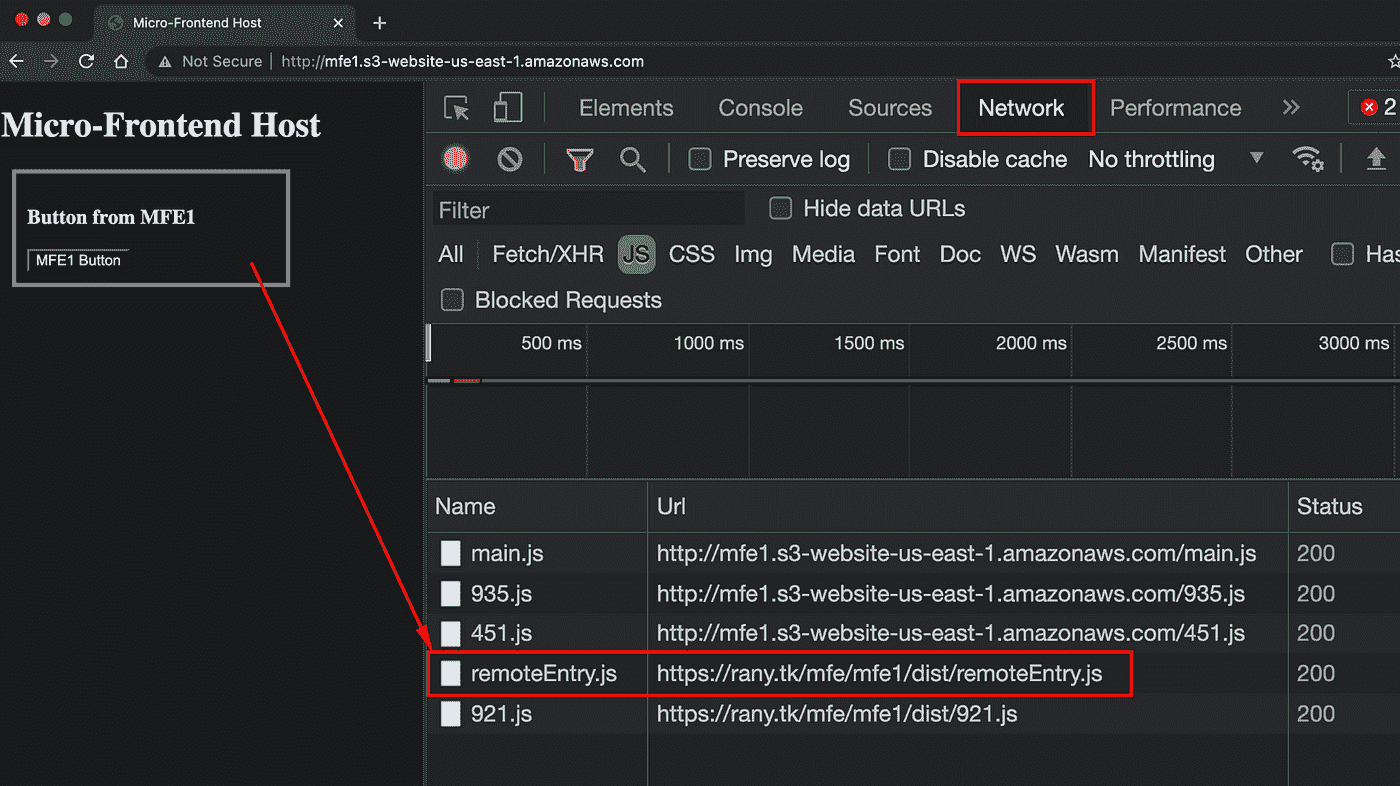 Micro-Frontend Host
Not Secure | http://mfe1.s3-website-us-east-1.amazonaws.com
Micro-Frontend Host
Button from MFE1
MFE1 Button
Elements Console Sources Network Performance 2
Preserve log Disable cache No throttling
Filter Hide data URLs
All Fetch/XHR JS CSS Img Media Font Doc WS Wasm Manifest Other Has
Blocked Requests
500 ms 1000 ms 1500 ms 2000 ms 2500 ms 3000 ms
Name Url Status
main.js http://mfe1.s3-website-us-east-1.amazonaws.com/main.js 200
935.js http://mfe1.s3-website-us-east-1.amazonaws.com/935.js 200
451.js http://mfe1.s3-website-us-east-1.amazonaws.com/451.js 200
remoteEntry.js https://rany.tk/mfe/mfe1/dist/remoteEntry.js 200
921.js https://rany.tk/mfe/mfe1/dist/921.js 200